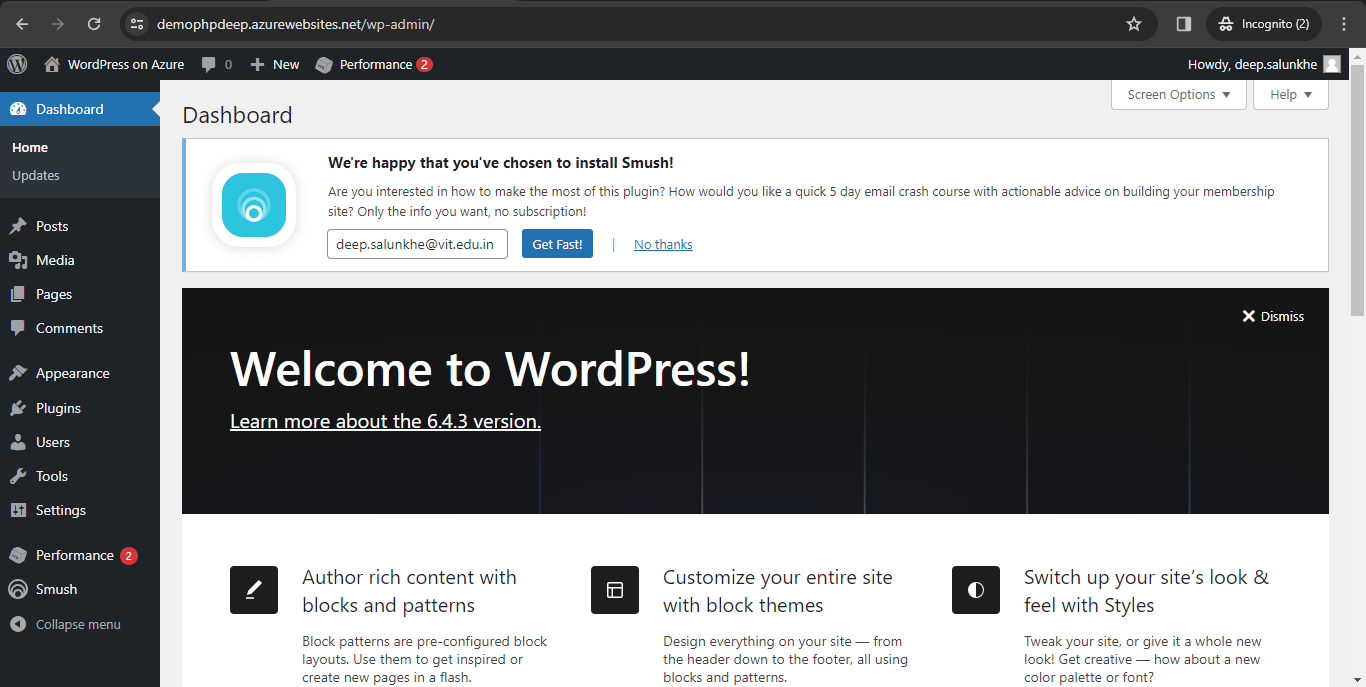 demophpdeep.azurewebsites.net/wp-admin/
Incognito (2)
WordPress on Azure
0
New
Performance 2
Howdy, deep.salunkhe
Dashboard
Home
Updates
Posts
Media
Pages
Comments
Appearance
Plugins
Users
Tools
Settings
Performance 2
Smush
Collapse menu
Screen Options
Help
Dashboard
We're happy that you've chosen to install Smush!
Are you interested in how to make the most of this plugin? How would you like a quick 5 day email crash course with actionable advice on building your membership
site? Only the info you want, no subscription!
deep.salunkhe@vit.edu.in
Get Fast!
No thanks
Dismiss
Welcome to WordPress!
Learn more about the 6.4.3 version.
Author rich content with
blocks and patterns
Block patterns are pre-configured block
layouts. Use them to get inspired or
create new pages in a flash.
Customize your entire site
with block themes
Design everything on your site — from
the header down to the footer, all using
blocks and patterns.
Switch up your site’s look &
feel with Styles
Tweak your site, or give it a whole new
look! Get creative — how about a new
color palette or font?